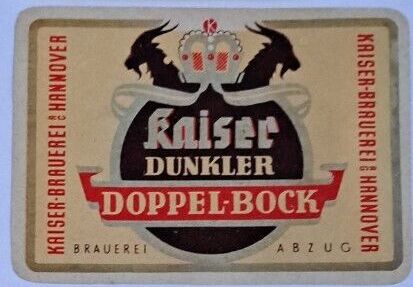 K
Kaiser
DUNKLER
DOPPEL-BOCK
BRAUEREI ABZUG
KAISER-BRAUEREI HANNOVER
KAISER-BRAUEREI HANNOVER